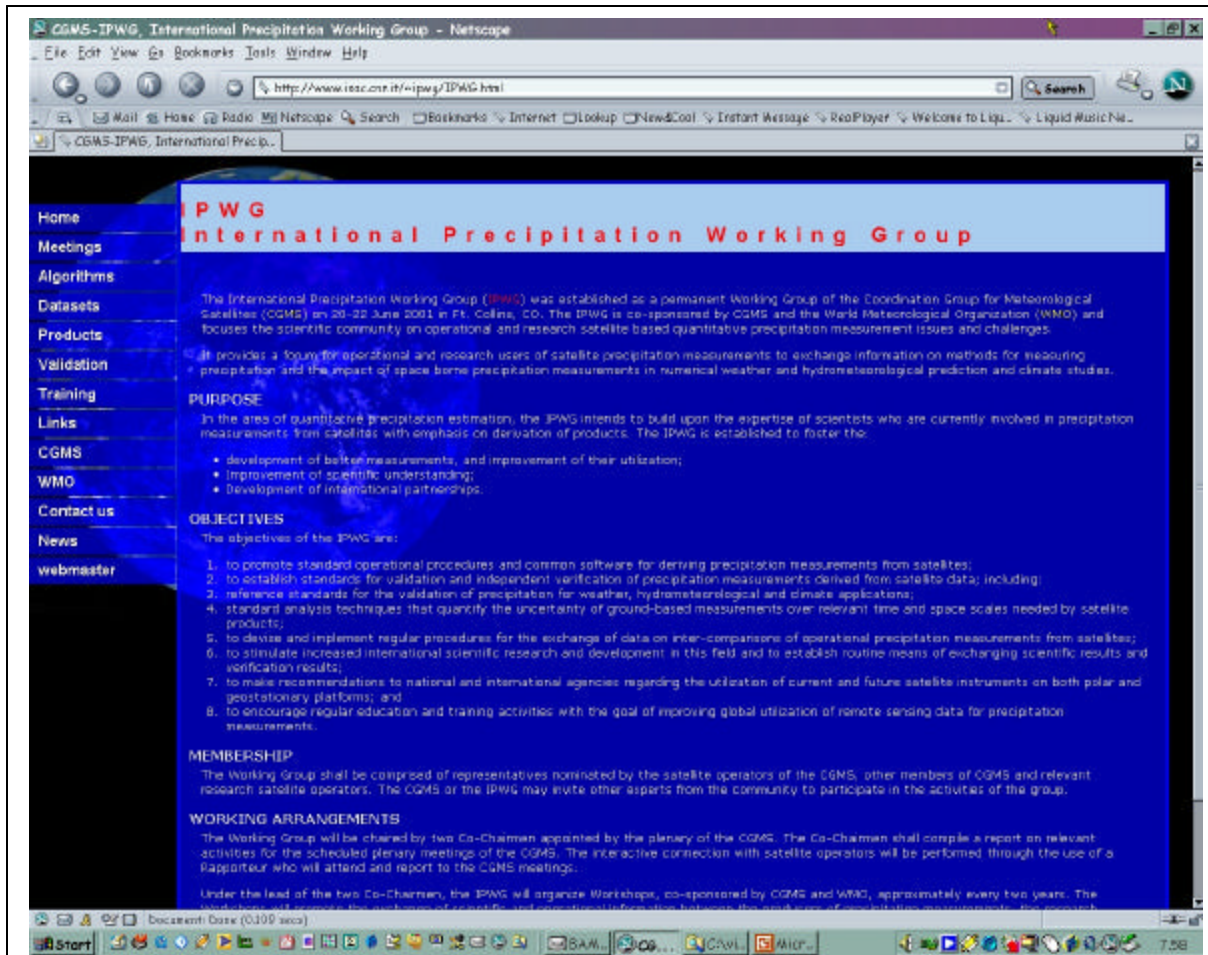 CGMS-IPWG, International Precipitation Working Group - Netscape
File Edit View Go Bookmarks Tools Window Help
http://www.isac.cnr.it/~ipwg/IPWG.html
Search
Mail Home Radio Netscape Search Bookmarks Internet Lookup New&Cool Instant Message RealPlayer Welcome to Liqu... Liquid Music Ne...
CGMS-IPWG, International Precip...
IPWG
International Precipitation Working Group
Home
Meetings
Algorithms
Datasets
Products
Validation
Training
Links
CGMS
WMO
Contact us
News
webmaster
The International Precipitation Working Group (IPWG) was established as a permanent Working Group of the Coordination Group for Meteorological
Satellites (CGMS) on 20-22 June 2001 in Ft. Collins, CO. The IPWG is co-sponsored by CGMS and the World Meteorological Organization (WMO) and
focuses the scientific community on operational and research satellite based quantitative precipitation measurement issues and challenges.
It provides a forum for operational and research users of satellite precipitation measurements to exchange information on methods for measuring
precipitation and the impact of space borne precipitation measurements in numerical weather and hydrometeorological prediction and climate studies.
PURPOSE
In the area of quantitative precipitation estimation, the IPWG intends to build upon the expertise of scientists who are currently involved in precipitation
measurements from satellites with emphasis on derivation of products. The IPWG is established to foster the:
• development of better measurements, and improvement of their utilization;
• Improvement of scientific understanding;
• Development of international partnerships.
OBJECTIVES
The objectives of the IPWG are:
1. to promote standard operational procedures and common software for deriving precipitation measurements from satellites;
2. to establish standards for validation and independent verification of precipitation measurements derived from satellite data; including:
3. reference standards for the validation of precipitation for weather, hydrometeorological and climate applications;
4. standard analysis techniques that quantify the uncertainty of ground-based measurements over relevant time and space scales needed by satellite
products;
5. to devise and implement regular procedures for the exchange of data on inter-comparisons of operational precipitation measurements from satellites;
6. to stimulate increased international scientific research and development in this field and to establish routine means of exchanging scientific results and
verification results;
7. to make recommendations to national and international agencies regarding the utilization of current and future satellite instruments on both polar and
geostationary platforms; and
8. to encourage regular education and training activities with the goal of improving global utilization of remote sensing data for precipitation
measurements.
MEMBERSHIP
The Working Group shall be comprised of representatives nominated by the satellite operators of the CGMS, other members of CGMS and relevant
research satellite operators. The CGMS or the IPWG may invite other experts from the community to participate in the activities of the group.
WORKING ARRANGEMENTS
The Working Group will be chaired by two Co-Chairmen appointed by the plenary of the CGMS. The Co-Chairmen shall compile a report on relevant
activities for the scheduled plenary meetings of the CGMS. The interactive connection with satellite operators will be performed through the use of a
Rapporteur who will attend and report to the CGMS meetings.
Under the lead of the two Co-Chairmen, the IPWG will organize Workshops, co-sponsored by CGMS and WMO, approximately every two years. The
Document: Done (0.109 secs)
Start BAM... CG... C:\wi... Micr... 7.58